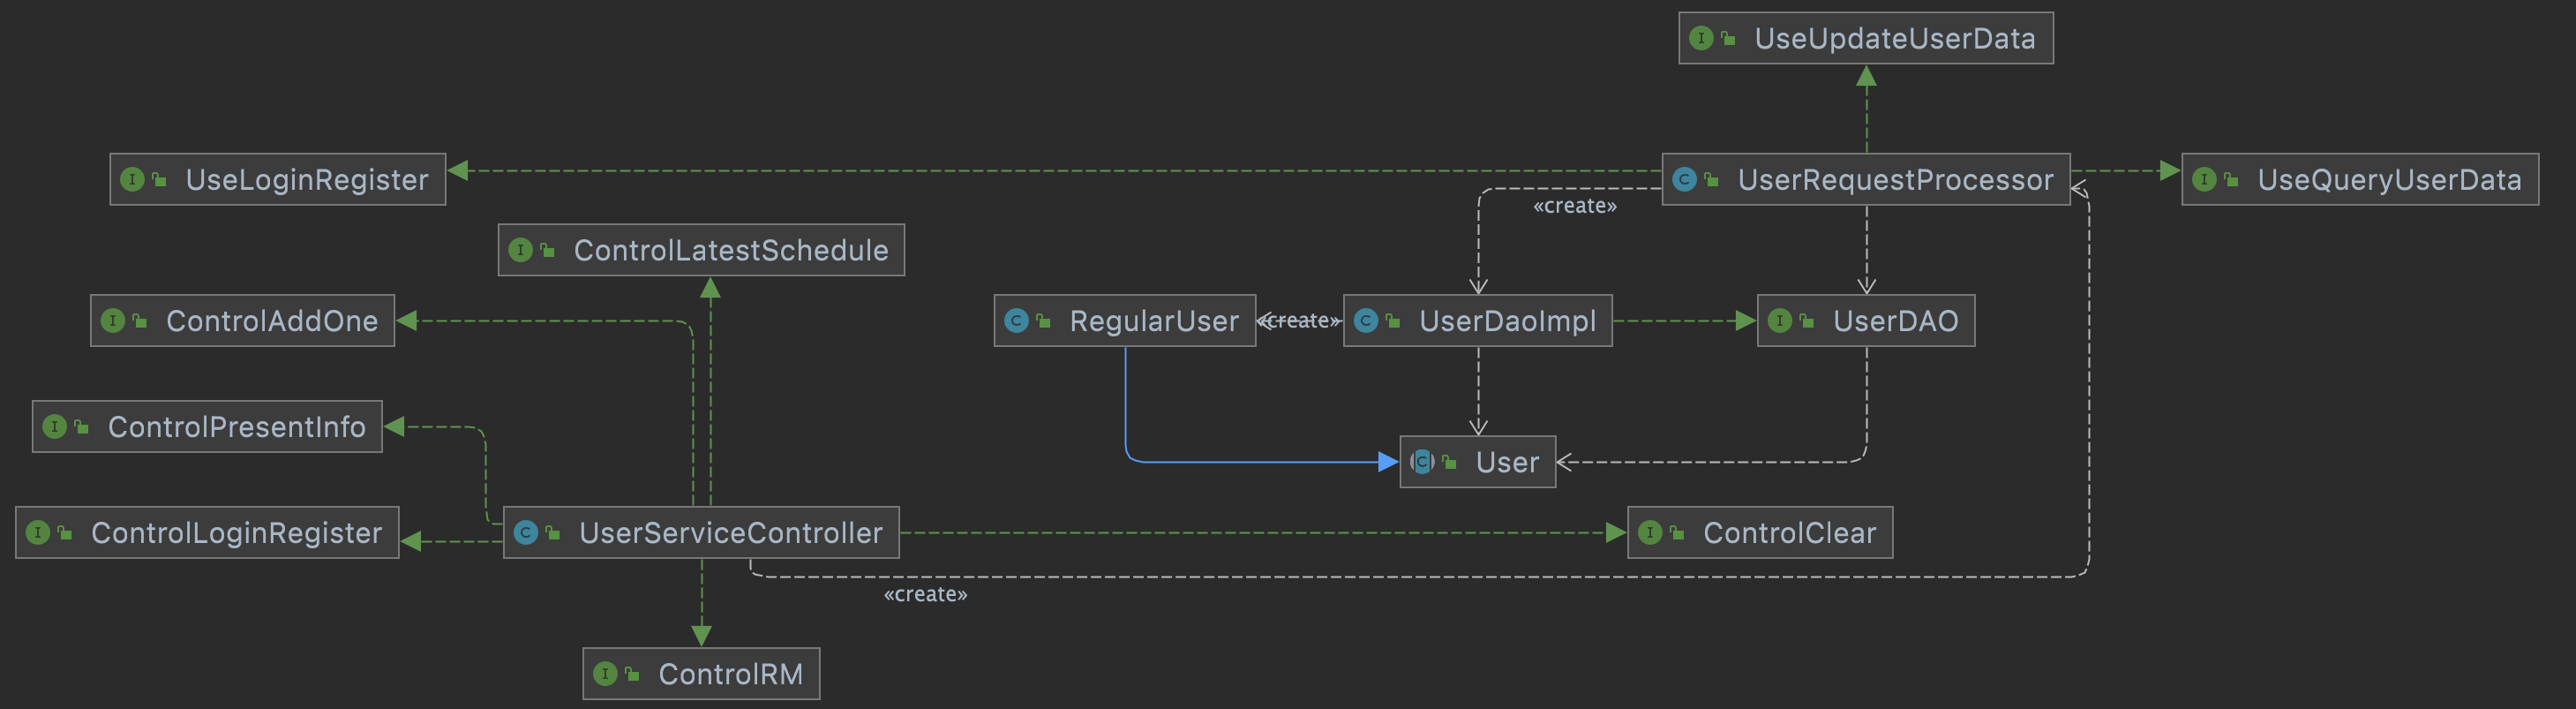 UseUpdateUserData
UseLoginRegister
UserRequestProcessor
UseQueryUserData
«create»
ControlLatestSchedule
ControlAddOne
RegularUser
«create»
UserDaoImpl
UserDAO
ControlPresentInfo
User
ControlLoginRegister
UserServiceController
ControlClear
«create»
ControlRM